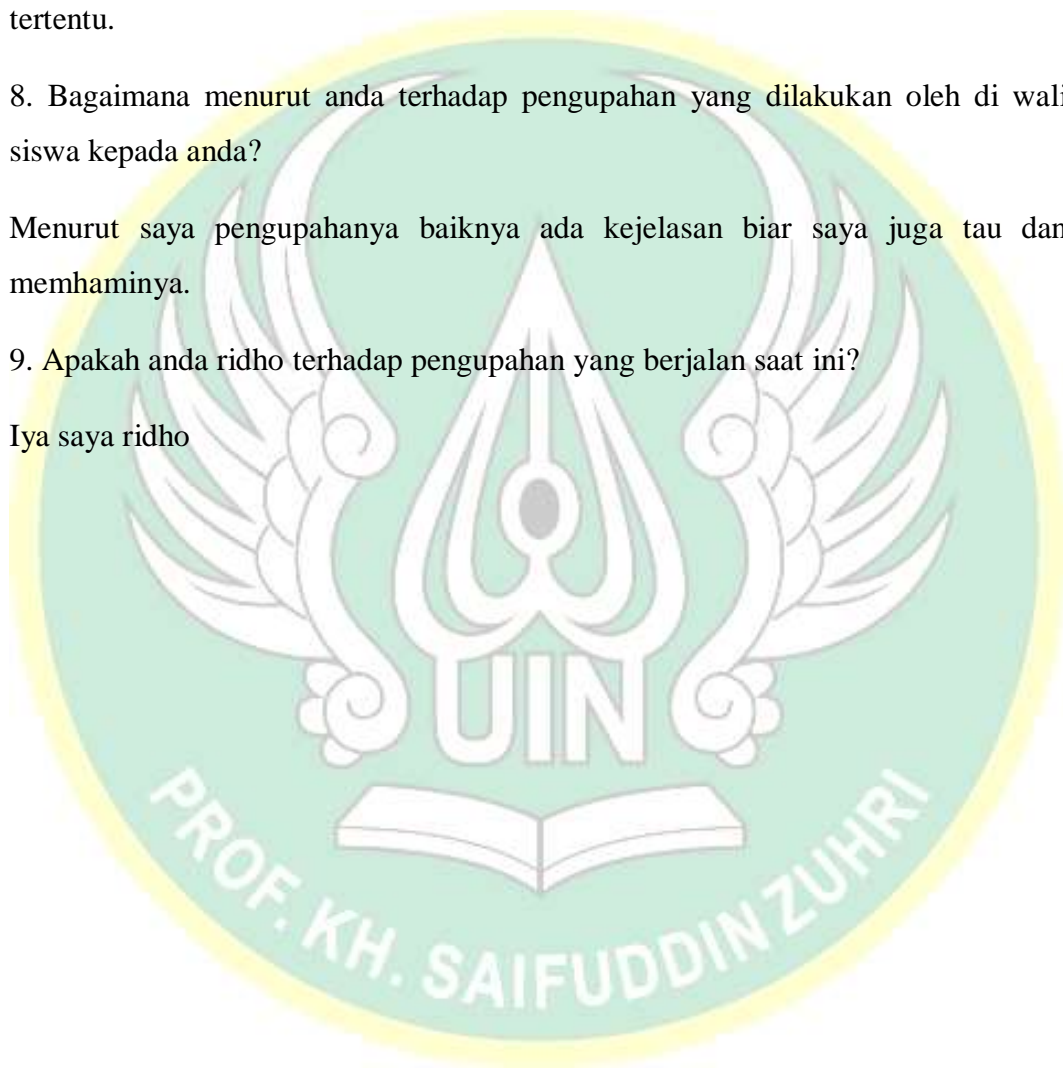 tertentu.
8. Bagaimana menurut anda terhadap pengupahan yang dilakukan oleh di wali
siswa kepada anda?
Menurut saya pengupahanya baiknya ada kejelasan biar saya juga tau dan
memhaminya.
9. Apakah anda ridho terhadap pengupahan yang berjalan saat ini?
Iya saya ridho
UIN
PROF. KH. SAIFUDDIN ZUHRI